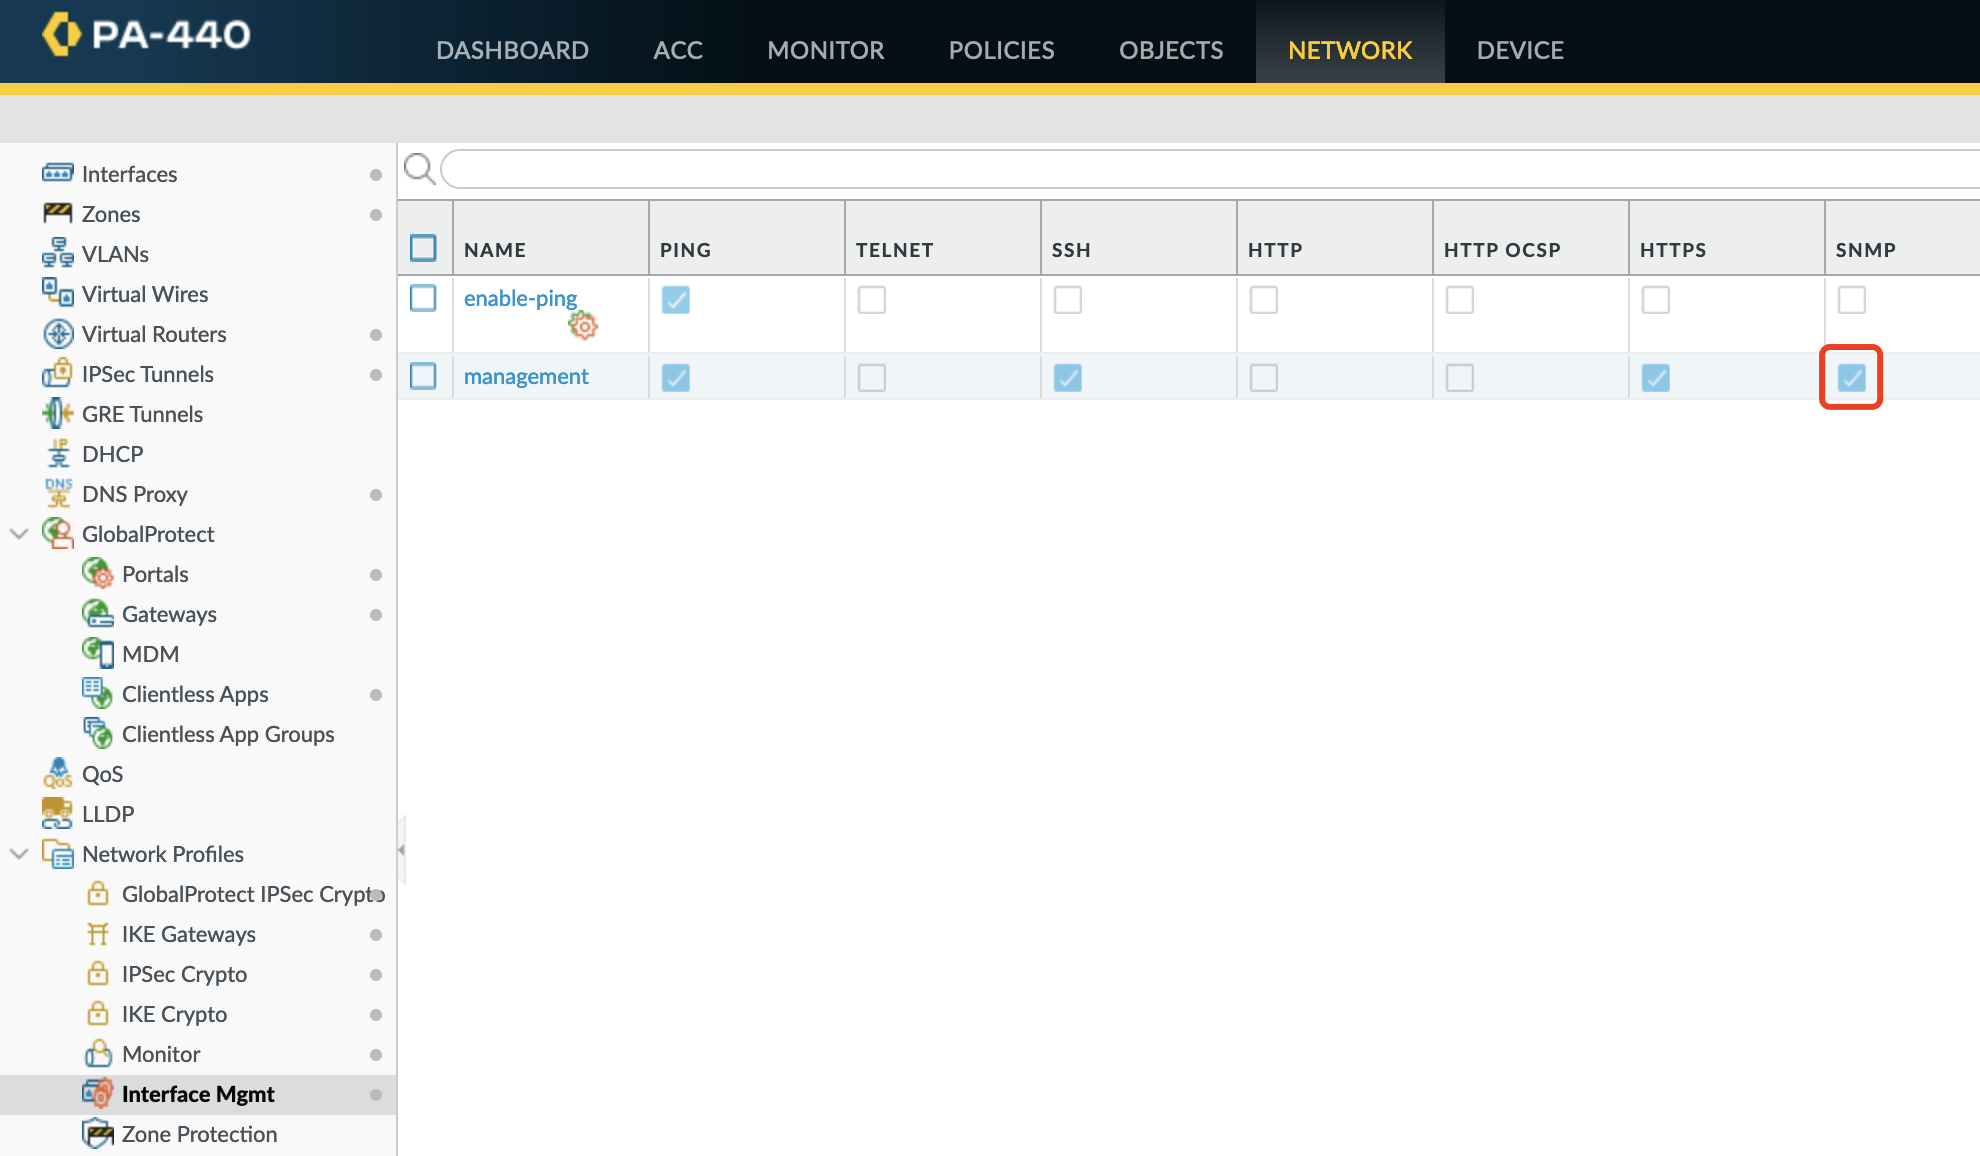 PA-440
DASHBOARD ACC MONITOR POLICIES OBJECTS NETWORK DEVICE
Interfaces
Zones
VLANs
Virtual Wires
Virtual Routers
IPSec Tunnels
GRE Tunnels
DHCP
DNS Proxy
GlobalProtect
Portals
Gateways
MDM
Clientless Apps
Clientless App Groups
QoS
LLDP
Network Profiles
GlobalProtect IPSec Crypto
IKE Gateways
IPSec Crypto
IKE Crypto
Monitor
Interface Mgmt
Zone Protection
NAME PING TELNET SSH HTTP HTTP OCSP HTTPS SNMP
enable-ping
management